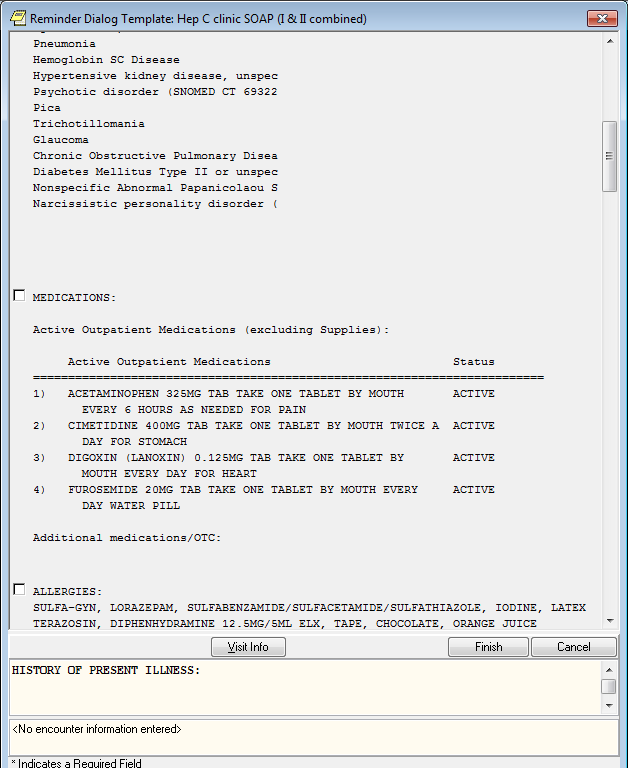 Reminder Dialog Template: Hep C clinic SOAP (I & II combined)
Pneumonia
Hemoglobin SC Disease
Hypertensive kidney disease, unspec
Psychotic disorder (SNOMED CT 69322
Pica
Trichotillomania
Glaucoma
Chronic Obstructive Pulmonary Disea
Diabetes Mellitus Type II or unspec
Nonspecific Abnormal Papanicolaou S
Narcissistic personality disorder (
MEDICATIONS:
Active Outpatient Medications (excluding Supplies):
Active Outpatient Medications Status
=========================================================================
1) ACETAMINOPHEN 325MG TAB TAKE ONE TABLET BY MOUTH ACTIVE
EVERY 6 HOURS AS NEEDED FOR PAIN
2) CIMETIDINE 400MG TAB TAKE ONE TABLET BY MOUTH TWICE A ACTIVE
DAY FOR STOMACH
3) DIGOXIN (LANOXIN) 0.125MG TAB TAKE ONE TABLET BY ACTIVE
MOUTH EVERY DAY FOR HEART
4) FUROSEMIDE 20MG TAB TAKE ONE TABLET BY MOUTH EVERY ACTIVE
DAY WATER PILL
Additional medications/OTC:
ALLERGIES:
SULFA-GYN, LORAZEPAM, SULFABENZAMIDE/SULFACETAMIDE/SULFATHIAZOLE, IODINE, LATEX
TERAZOSIN, DIPHENHYDRAMINE 12.5MG/5ML ELX, TAPE, CHOCOLATE, ORANGE JUICE
Visit Info Finish Cancel
HISTORY OF PRESENT ILLNESS:
<No encounter information entered>
* Indicates a Required Field